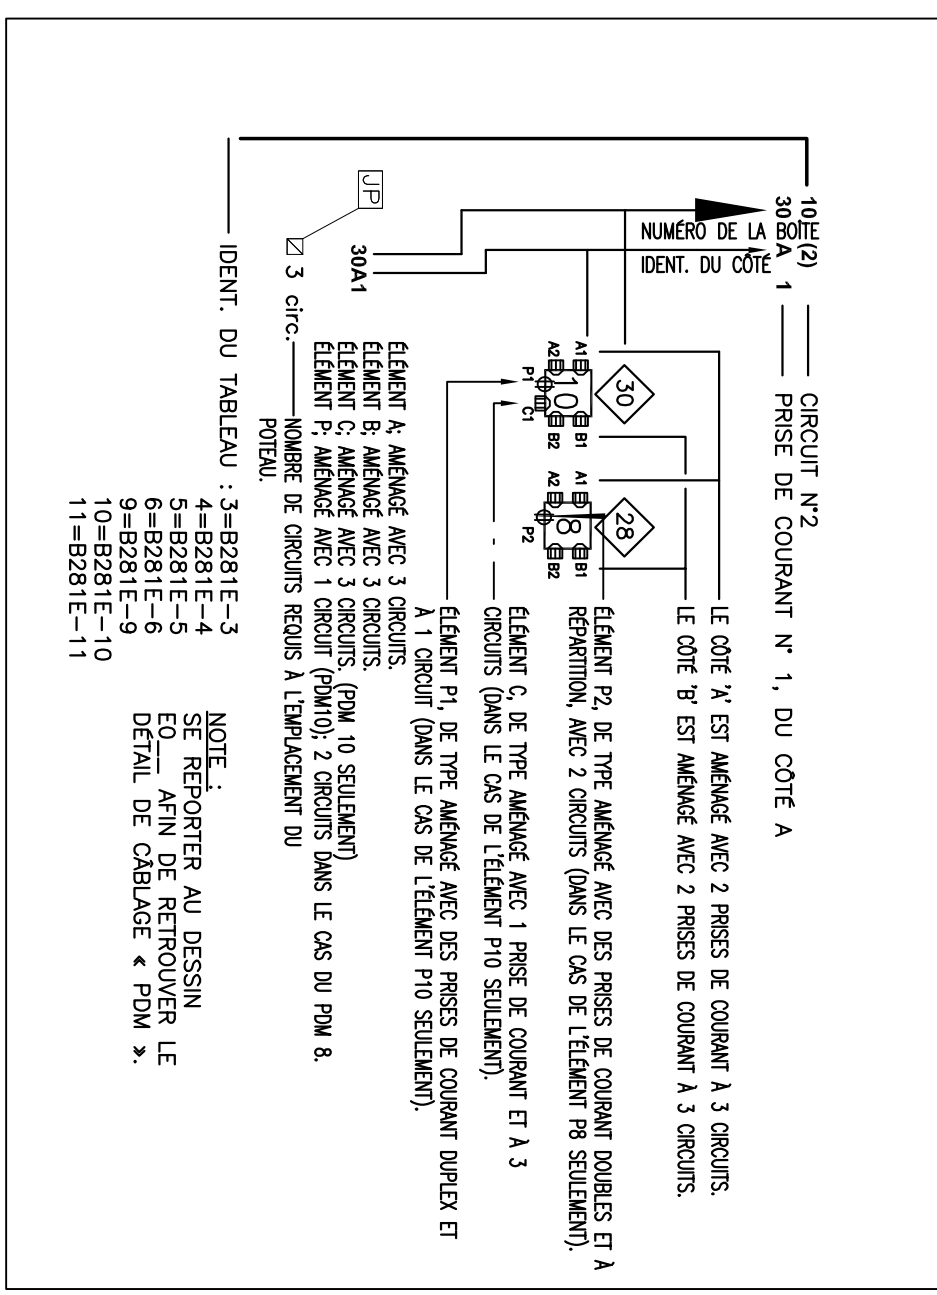 10 (2)
CIRCUIT N°2
30 A 1
PRISE DE COURANT N° 1, DU CÔTÉ A
NUMÉRO DE LA BOÎTE
IDENT. DU CÔTÉ
LE CÔTÉ 'A' EST AMÉNAGÉ AVEC 2 PRISES DE COURANT À 3 CIRCUITS.
LE CÔTÉ 'B' EST AMÉNAGÉ AVEC 2 PRISES DE COURANT À 3 CIRCUITS.
30
28
A1
B1
A1
B1
10
8
A2
B2
A2
B2
P1
C1
P2
ÉLÉMENT P2, DE TYPE AMÉNAGÉ AVEC DES PRISES DE COURANT DOUBLES ET À
RÉPARTITION, AVEC 2 CIRCUITS (DANS LE CAS DE L'ÉLÉMENT P8 SEULEMENT).
ÉLÉMENT C, DE TYPE AMÉNAGÉ AVEC 1 PRISE DE COURANT ET À 3
CIRCUITS (DANS LE CAS DE L'ÉLÉMENT P10 SEULEMENT).
ÉLÉMENT P1, DE TYPE AMÉNAGÉ AVEC DES PRISES DE COURANT DUPLEX ET
À 1 CIRCUIT (DANS LE CAS DE L'ÉLÉMENT P10 SEULEMENT).
JP
30A1
ÉLÉMENT A; AMÉNAGÉ AVEC 3 CIRCUITS.
ÉLÉMENT B; AMÉNAGÉ AVEC 3 CIRCUITS.
ÉLÉMENT C; AMÉNAGÉ AVEC 3 CIRCUITS. (PDM 10 SEULEMENT)
ÉLÉMENT P; AMÉNAGÉ AVEC 1 CIRCUIT (PDM10); 2 CIRCUITS DANS LE CAS DU PDM 8.
3 circ.
NOMBRE DE CIRCUITS REQUIS À L'EMPLACEMENT DU
POTEAU.
IDENT. DU TABLEAU : 3=B281E-3
4=B281E-4
5=B281E-5
6=B281E-6
9=B281E-9
10=B281E-10
11=B281E-11
NOTE :
SE REPORTER AU DESSIN
E0__ AFIN DE RETROUVER LE
DÉTAIL DE CÂBLAGE « PDM ».